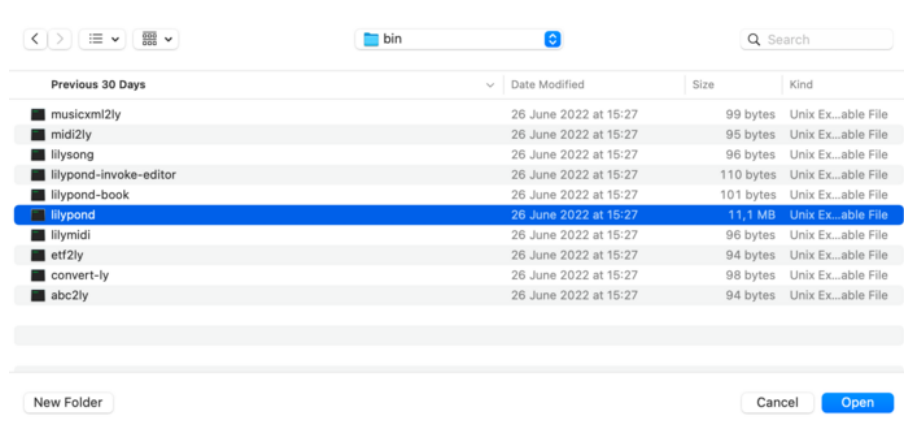 bin Search
Previous 30 Days Date Modified Size Kind
musicxml2ly 26 June 2022 at 15:27 99 bytes Unix Ex...able File
midi2ly 26 June 2022 at 15:27 95 bytes Unix Ex...able File
lilysong 26 June 2022 at 15:27 96 bytes Unix Ex...able File
lilypond-invoke-editor 26 June 2022 at 15:27 110 bytes Unix Ex...able File
lilypond-book 26 June 2022 at 15:27 101 bytes Unix Ex...able File
lilypond 26 June 2022 at 15:27 11,1 MB Unix Ex...able File
lilymidi 26 June 2022 at 15:27 96 bytes Unix Ex...able File
etf2ly 26 June 2022 at 15:27 94 bytes Unix Ex...able File
convert-ly 26 June 2022 at 15:27 98 bytes Unix Ex...able File
abc2ly 26 June 2022 at 15:27 94 bytes Unix Ex...able File
New Folder Cancel Open